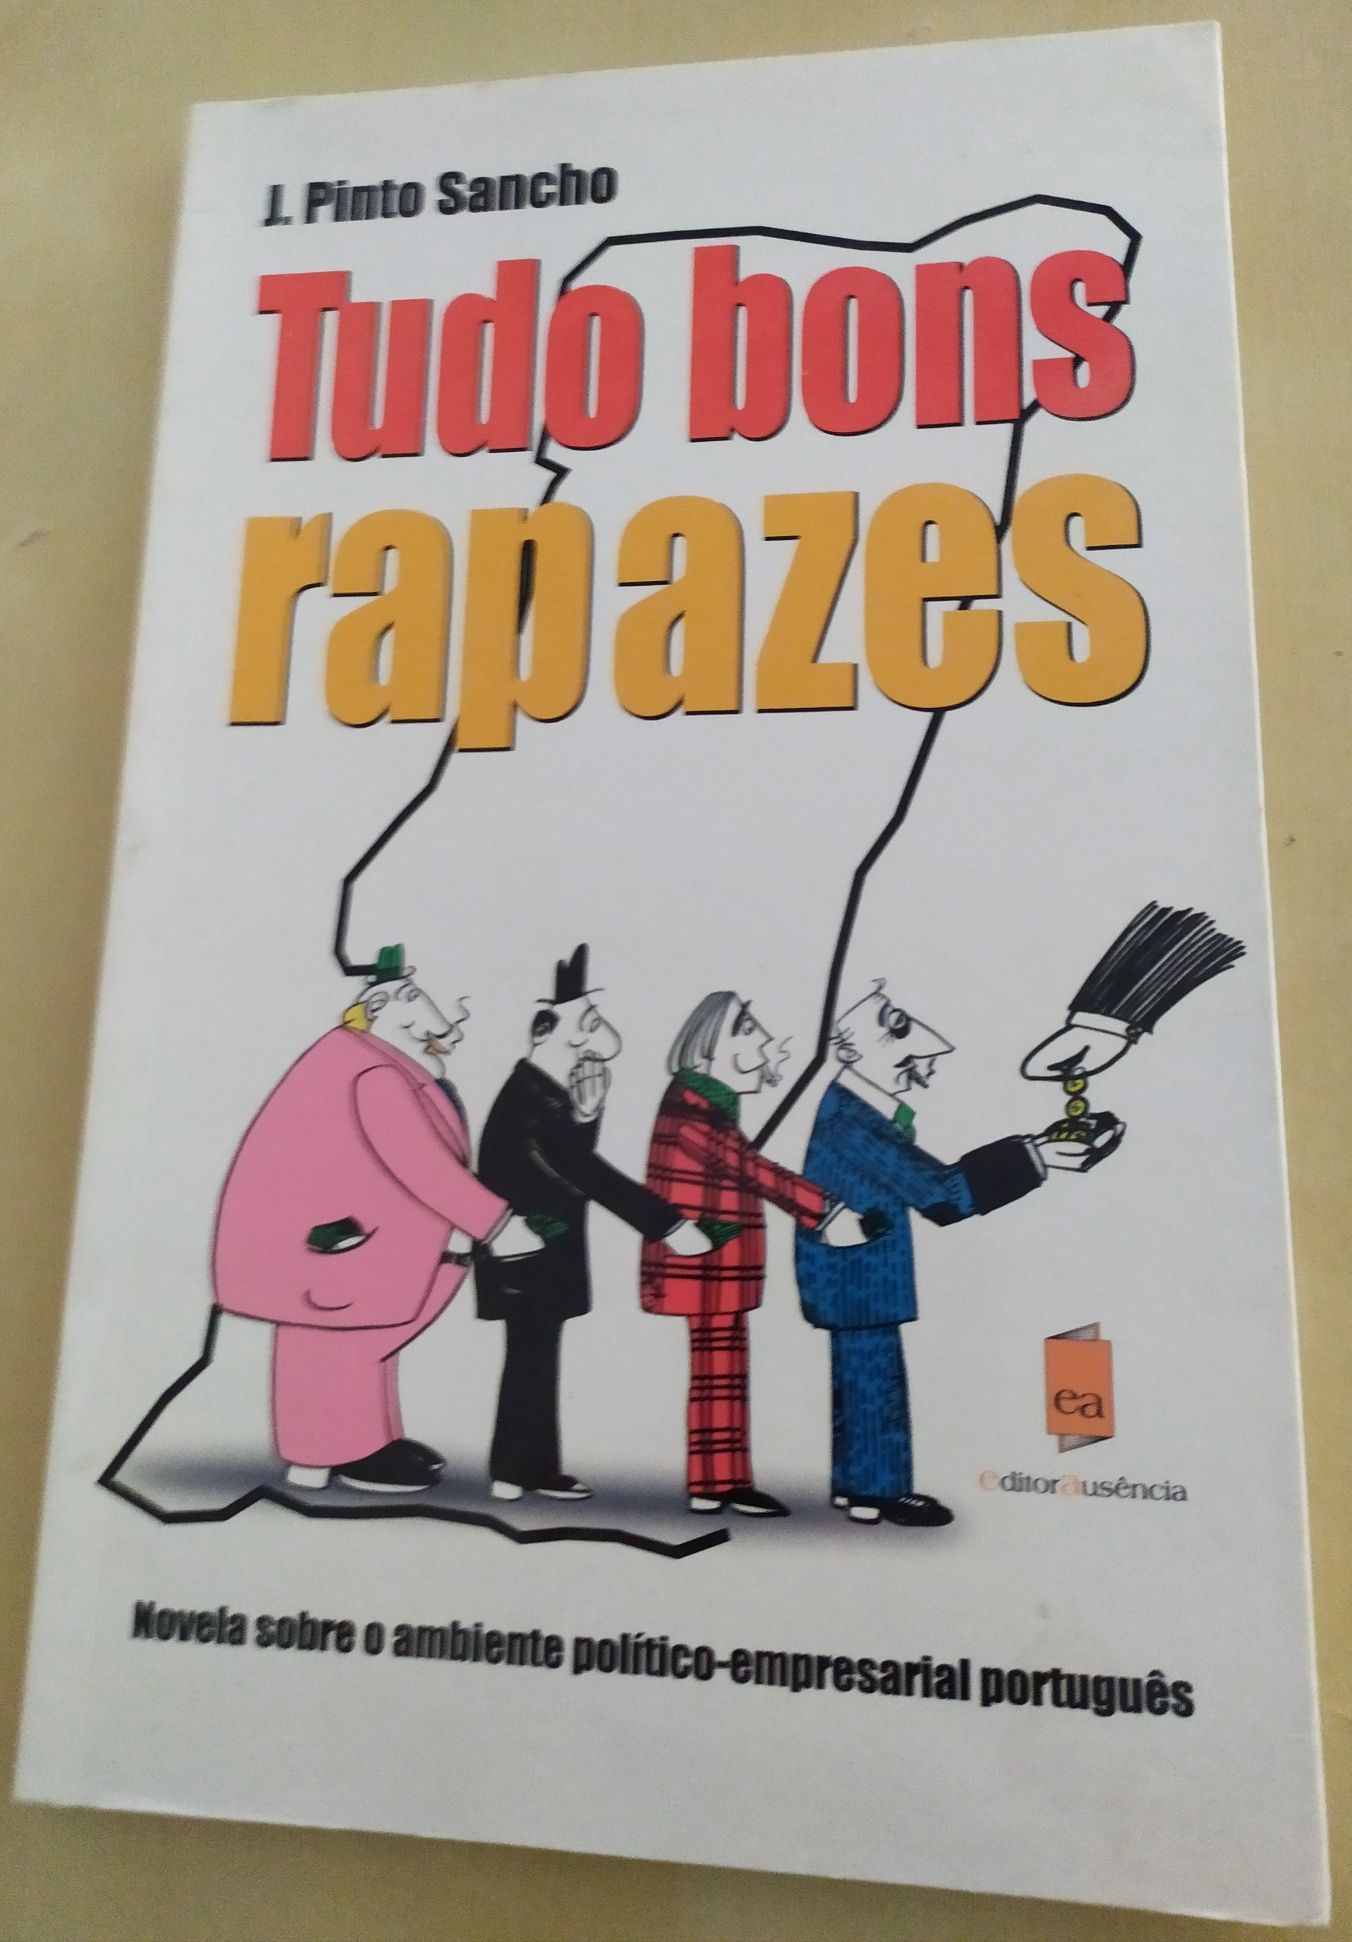 J. Pinto Sancho
Tudo bons
rapazes
ea
editorausência
Novela sobre o ambiente político-empresarial português